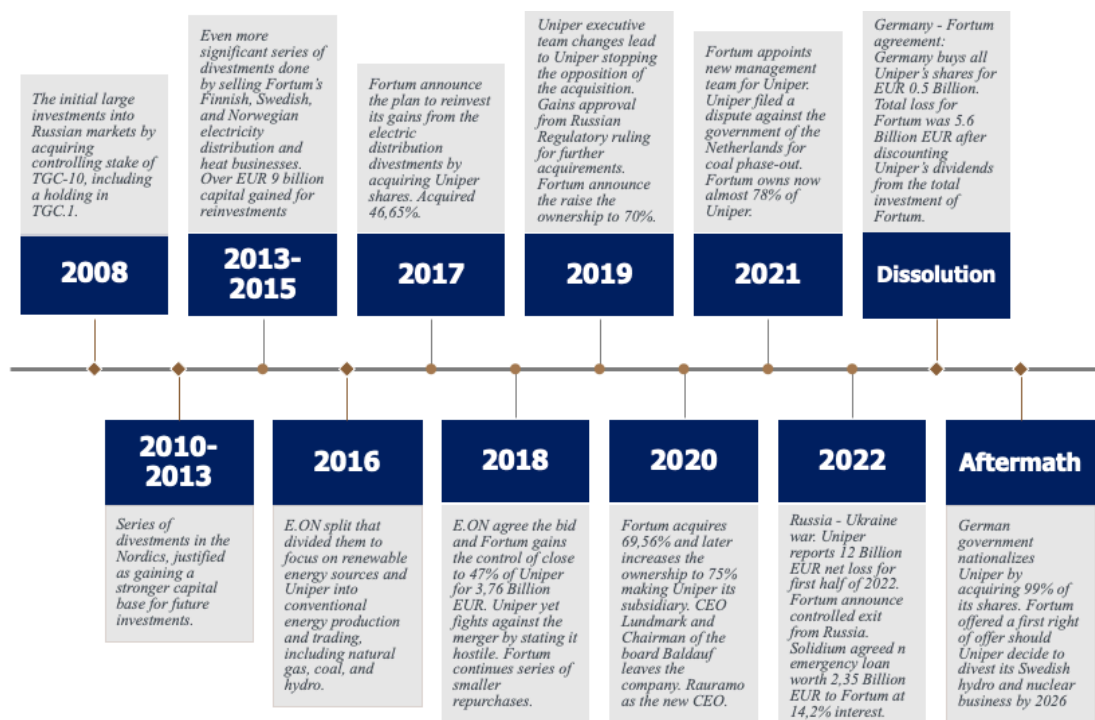 The initial large
investments into
Russian markets by
acquiring
controlling stake of
TGC-10, including
a holding in
TGC.1.
2008
Series of
divestments in the
Nordics, justified
as gaining a
stronger capital
base for future
investments.
2010-
2013
Even more
significant series of
divestments done
by selling Fortum's
Finnish, Swedish,
and Norwegian
electricity
distribution and
heat businesses.
Over EUR 9 billion
capital gained for
reinvestments
2013-
2015
2016
E.ON split that
divided them to
focus on renewable
energy sources and
Uniper into
conventional
energy production
and trading,
including natural
gas, coal, and
hydro.
Fortum announce
the plan to reinvest
its gains from the
electric
distribution
divestments by
acquiring Uniper
shares. Acquired
46,65%.
2017
2018
E.ON agree the bid
and Fortum gains
the control of close
to 47% of Uniper
for 3,76 Billion
EUR. Uniper yet
fights against the
merger by stating it
hostile. Fortum
continues series of
smaller
repurchases.
Uniper executive
team changes lead
to Uniper stopping
the opposition of
the acquisition.
Gains approval
from Russian
Regulatory ruling
for further
acquirements.
Fortum announce
the raise the
ownership to 70%.
2019
2020
Fortum acquires
69,56% and later
increases the
ownership to 75%
making Uniper its
subsidiary. CEO
Lundmark and
Chairman of the
board Baldauf
leaves the
company. Rauramo
as the new CEO.
Fortum appoints
new management
team for Uniper.
Uniper filed a
dispute against the
government of the
Netherlands for
coal phase-out.
Fortum owns now
almost 78% of
Uniper.
2021
2022
Russia - Ukraine
war. Uniper
reports 12 Billion
EUR net loss for
first half of 2022.
Fortum announce
controlled exit
from Russia.
Solidium agreed n
emergency loan
worth 2,35 Billion
EUR to Fortum at
14,2% interest.
Germany - Fortum
agreement:
Germany buys all
Uniper's shares for
EUR 0.5 Billion.
Total loss for
Fortum was 5.6
Billion EUR after
discounting
Uniper's dividends
from the total
investment of
Fortum.
Dissolution
Aftermath
German
government
nationalizes
Uniper by
acquiring 99% of
its shares. Fortum
offered a first right
of offer should
Uniper decide to
divest its Swedish
hydro and nuclear
business by 2026